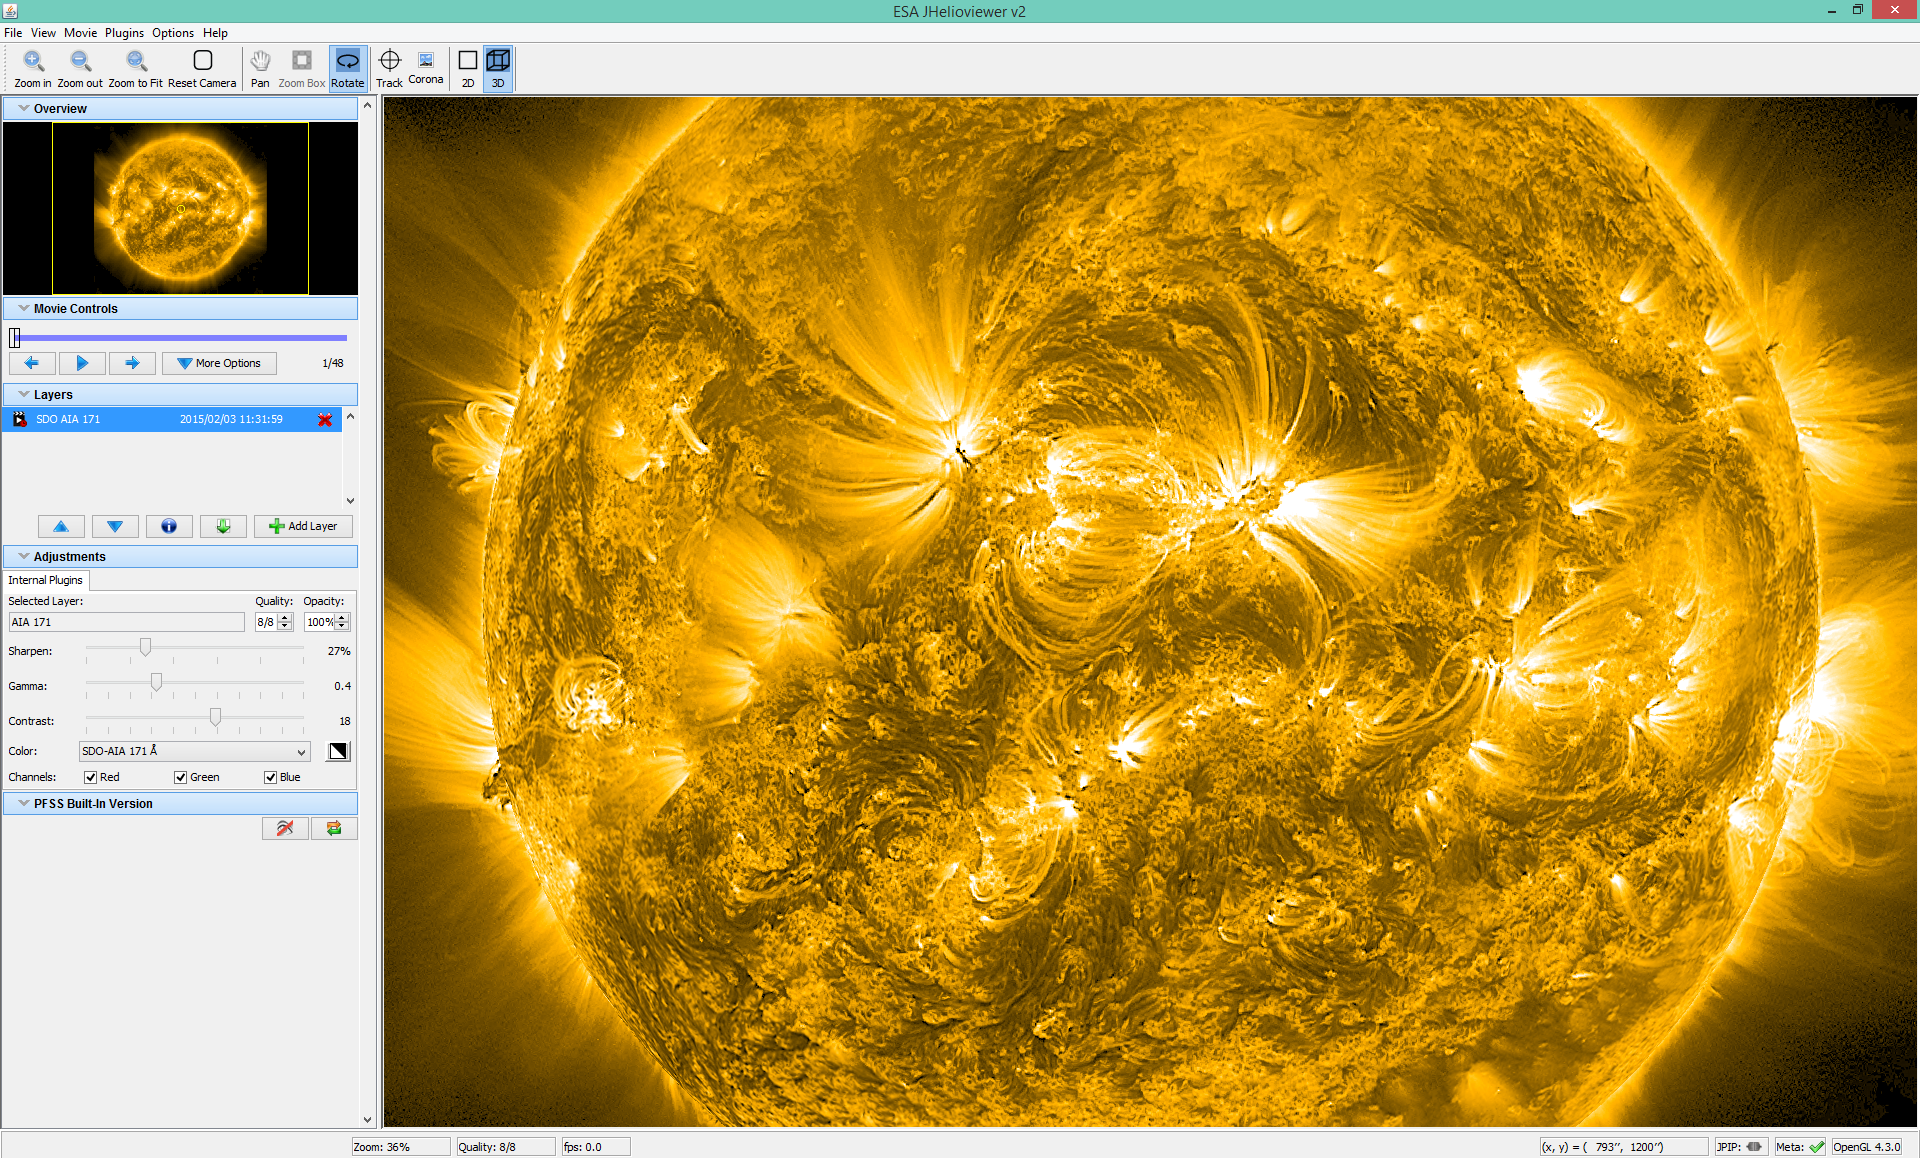 ESA JHelioviewer v2
File View Movie Plugins Options Help
Zoom in Zoom out Zoom to Fit Reset Camera Pan Zoom Box Rotate Track Corona 2D 3D
Overview
Movie Controls
More Options 1/48
Layers
SDO AIA 171 2015/02/03 11:31:59
Add Layer
Adjustments
Internal Plugins
Selected Layer: Quality: Opacity:
AIA 171 8/8 100%
Sharpen: 27%
Gamma: 0.4
Contrast: 18
Color: SDO-AIA 171 Å
Channels: Red Green Blue
PFSS Built-In Version
Zoom: 36% Quality: 8/8 fps: 0.0 (x, y) = ( 793′′, 1200′′) JPIP: Meta: OpenGL 4.3.0